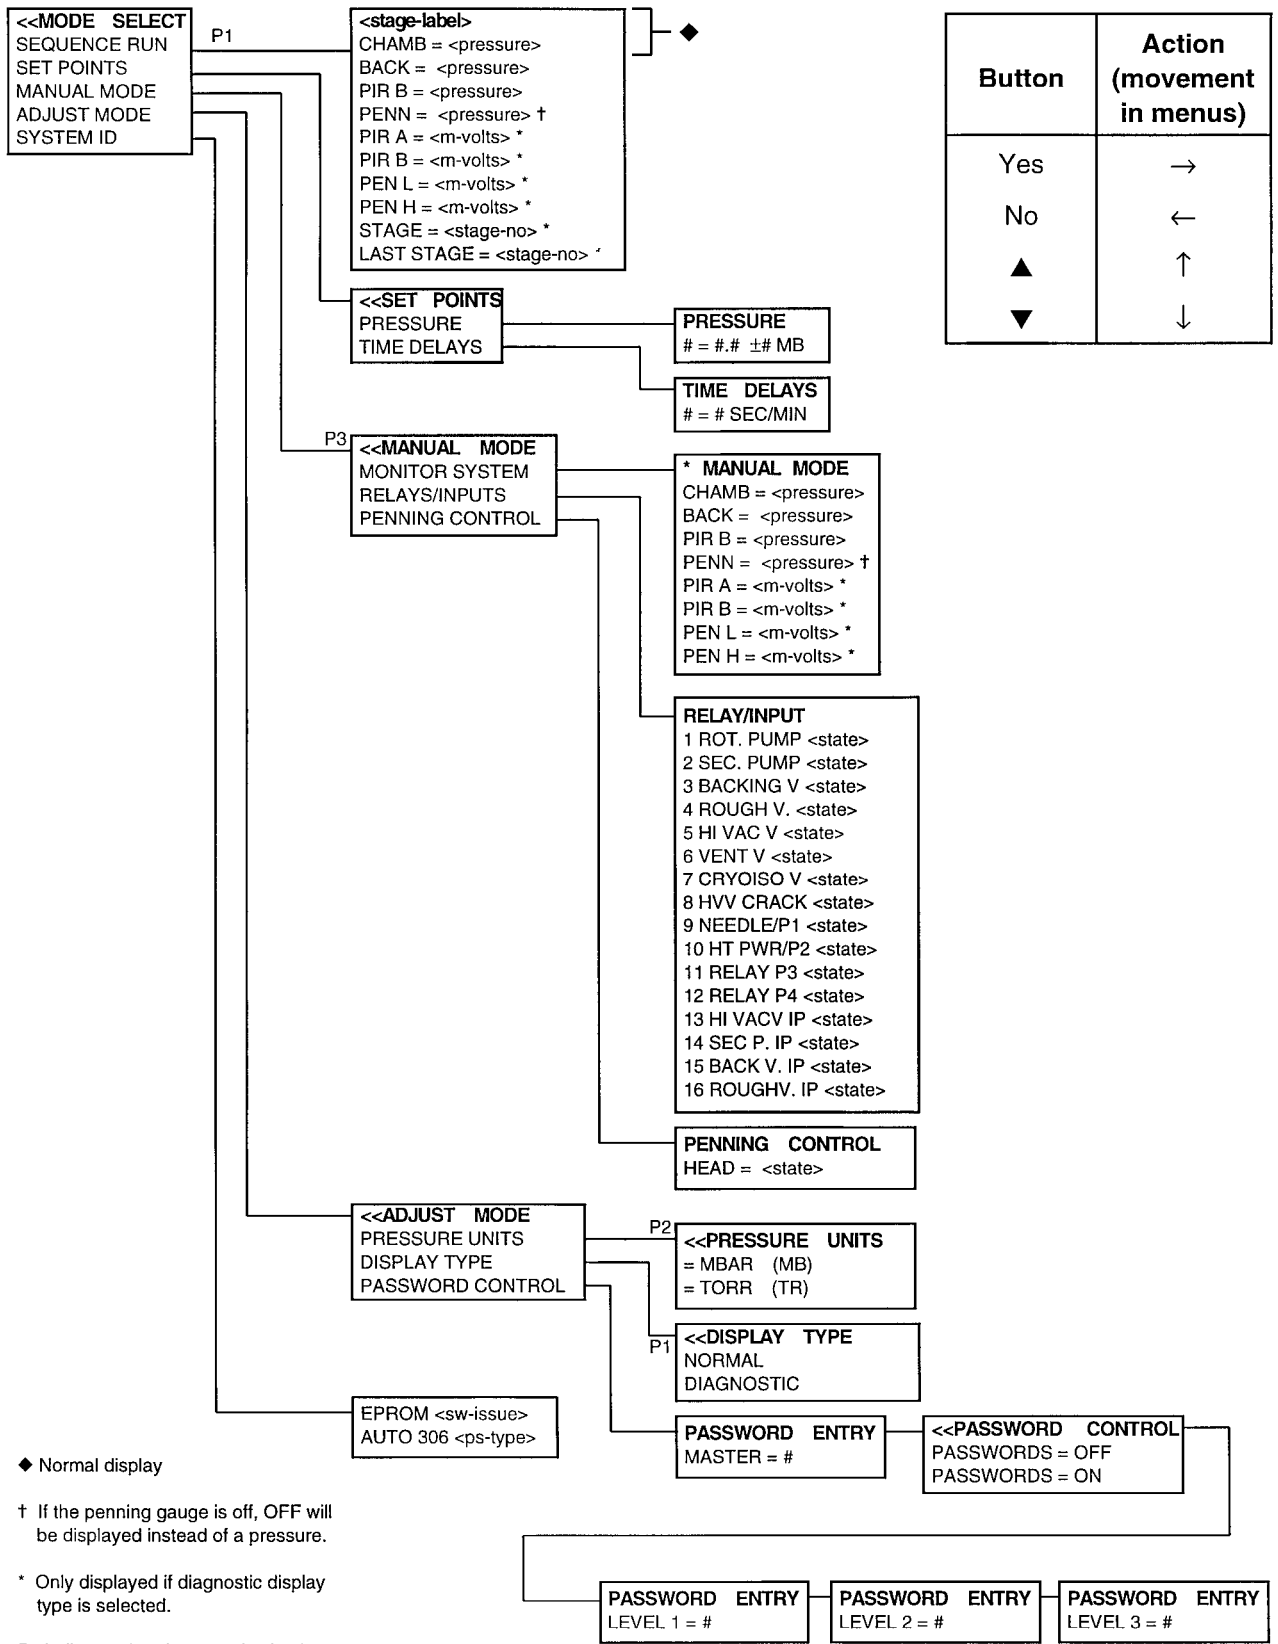 <<MODE SELECT
SEQUENCE RUN
SET POINTS
MANUAL MODE
ADJUST MODE
SYSTEM ID
P1
<stage-label>
CHAMB = <pressure>
BACK = <pressure>
PIR B = <pressure>
PENN = <pressure> †
PIR A = <m-volts> *
PIR B = <m-volts> *
PEN L = <m-volts> *
PEN H = <m-volts> *
STAGE = <stage-no> *
LAST STAGE = <stage-no> *
◆
Button Action (movement in menus)
Yes →
No ←
▲ ↑
▼ ↓
<<SET POINTS
PRESSURE
TIME DELAYS
PRESSURE
# = #.# ±# MB
TIME DELAYS
# = # SEC/MIN
P3
<<MANUAL MODE
MONITOR SYSTEM
RELAYS/INPUTS
PENNING CONTROL
* MANUAL MODE
CHAMB = <pressure>
BACK = <pressure>
PIR B = <pressure>
PENN = <pressure> †
PIR A = <m-volts> *
PIR B = <m-volts> *
PEN L = <m-volts> *
PEN H = <m-volts> *
RELAY/INPUT
1 ROT. PUMP <state>
2 SEC. PUMP <state>
3 BACKING V <state>
4 ROUGH V. <state>
5 HI VAC V <state>
6 VENT V <state>
7 CRYOISO V <state>
8 HVV CRACK <state>
9 NEEDLE/P1 <state>
10 HT PWR/P2 <state>
11 RELAY P3 <state>
12 RELAY P4 <state>
13 HI VACV IP <state>
14 SEC P. IP <state>
15 BACK V. IP <state>
16 ROUGHV. IP <state>
PENNING CONTROL
HEAD = <state>
<<ADJUST MODE
PRESSURE UNITS
DISPLAY TYPE
PASSWORD CONTROL
P2
<<PRESSURE UNITS
= MBAR (MB)
= TORR (TR)
P1
<<DISPLAY TYPE
NORMAL
DIAGNOSTIC
EPROM <sw-issue>
AUTO 306 <ps-type>
PASSWORD ENTRY
MASTER = #
<<PASSWORD CONTROL
PASSWORDS = OFF
PASSWORDS = ON
PASSWORD ENTRY
LEVEL 1 = #
PASSWORD ENTRY
LEVEL 2 = #
PASSWORD ENTRY
LEVEL 3 = #
◆ Normal display
† If the penning gauge is off, OFF will
be displayed instead of a pressure.
* Only displayed if diagnostic display
type is selected.